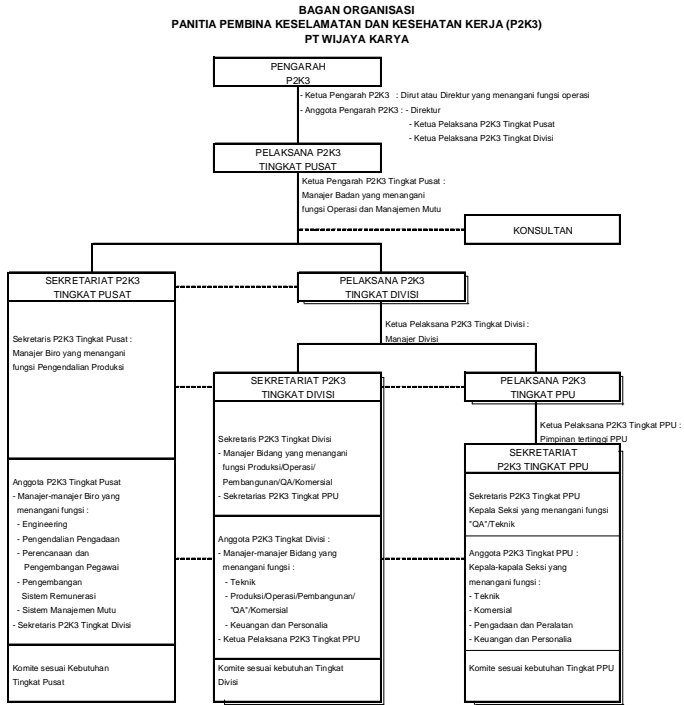 BAGAN ORGANISASI
PANITIA PEMBINA KESELAMATAN DAN KESEHATAN KERJA (P2K3)
PT WIJAYA KARYA
PENGARAH
P2K3
- Ketua Pengarah P2K3 : Dirut atau Direktur yang menangani fungsi operasi
- Anggota Pengarah P2K3 : - Direktur
- Ketua Pelaksana P2K3 Tingkat Pusat
- Ketua Pelaksana P2K3 Tingkat Divisi
PELAKSANA P2K3
TINGKAT PUSAT
Ketua Pengarah P2K3 Tingkat Pusat :
Manajer Badan yang menangani
fungsi Operasi dan Manajemen Mutu
KONSULTAN
SEKRETARIAT P2K3
TINGKAT PUSAT
Sekretaris P2K3 Tingkat Pusat :
Manajer Biro yang menangani
fungsi Pengendalian Produksi
Anggota P2K3 Tingkat Pusat
- Manajer-manajer Biro yang
menangani fungsi :
- Engineering
- Pengendalian Pengadaan
- Perencanaan dan
Pengembangan Pegawai
- Pengembangan
Sistem Remunerasi
- Sistem Manajemen Mutu
- Sekretaris P2K3 Tingkat Divisi
Komite sesuai Kebutuhan
Tingkat Pusat
PELAKSANA P2K3
TINGKAT DIVISI
Ketua Pelaksana P2K3 Tingkat Divisi :
Manajer Divisi
SEKRETARIAT P2K3
TINGKAT DIVISI
Sekretaris P2K3 Tingkat Divisi
- Manajer Bidang yang menangani
fungsi Produksi/Operasi/
Pembangunan/QA/Komersial
- Sekretarias P2K3 Tingkat PPU
Anggota P2K3 Tingkat Divisi :
- Manajer-manajer Bidang yang
menangani fungsi :
- Teknik
- Produksi/Operasi/Pembangunan/
"QA"/Komersial
- Keuangan dan Personalia
- Ketua Pelaksana P2K3 Tingkat PPU
Komite sesuai kebutuhan Tingkat
Divisi
PELAKSANA P2K3
TINGKAT PPU
Ketua Pelaksana P2K3 Tingkat PPU :
Pimpinan tertinggi PPU
SEKRETARIAT
P2K3 TINGKAT PPU
Sekretaris P2K3 Tingkat PPU
Kepala Seksi yang menangani fungsi
"QA"/Teknik
Anggota P2K3 Tingkat PPU :
Kepala-kapala Seksi yang
menangani fungsi :
- Teknik
- Komersial
- Pengadaan dan Peralatan
- Keuangan dan Personalia
Komite sesuai kebutuhan Tingkat PPU